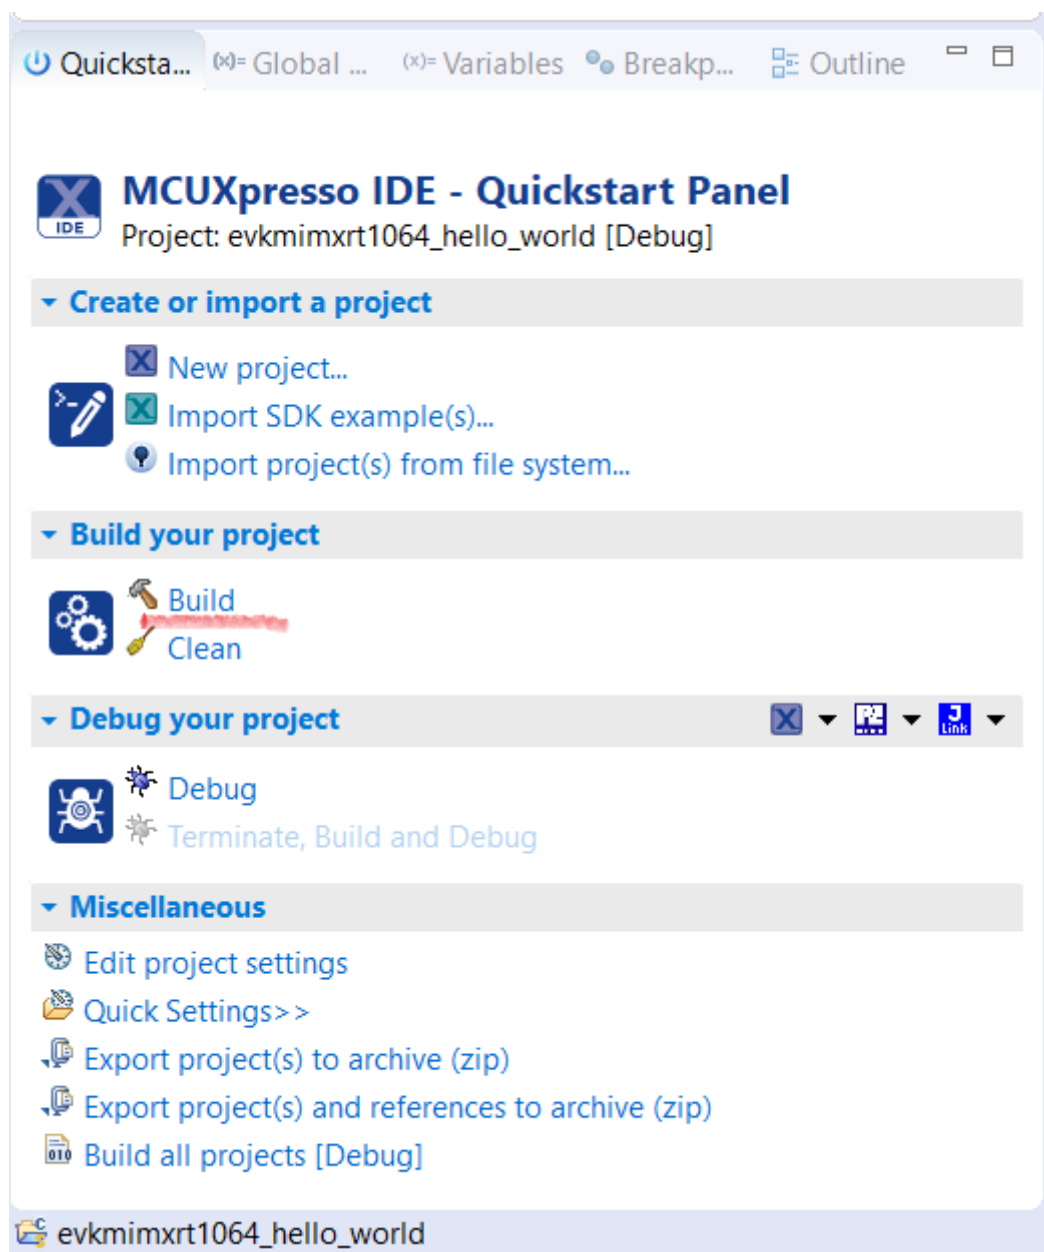 Quicksta... (x)= Global ... (x)= Variables Breakp... Outline
X
IDE
MCUXpresso IDE - Quickstart Panel
Project: evkmimxrt1064_hello_world [Debug]
Create or import a project
New project...
Import SDK example(s)...
Import project(s) from file system...
Build your project
Build
Clean
Debug your project
X PE J Link
Debug
Terminate, Build and Debug
Miscellaneous
Edit project settings
Quick Settings>>
Export project(s) to archive (zip)
Export project(s) and references to archive (zip)
010 Build all projects [Debug]
evkmimxrt1064_hello_world